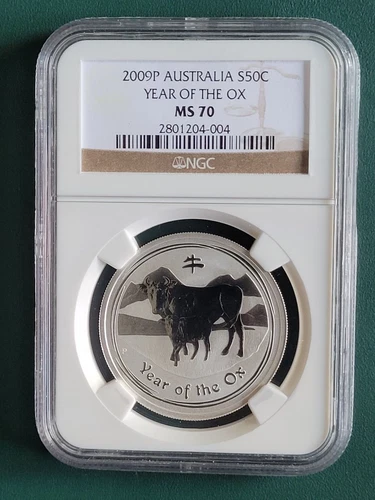 2009P AUSTRALIA S50C
YEAR OF THE OX
MS 70
2801204-004
NGC
牛
Year of the Ox